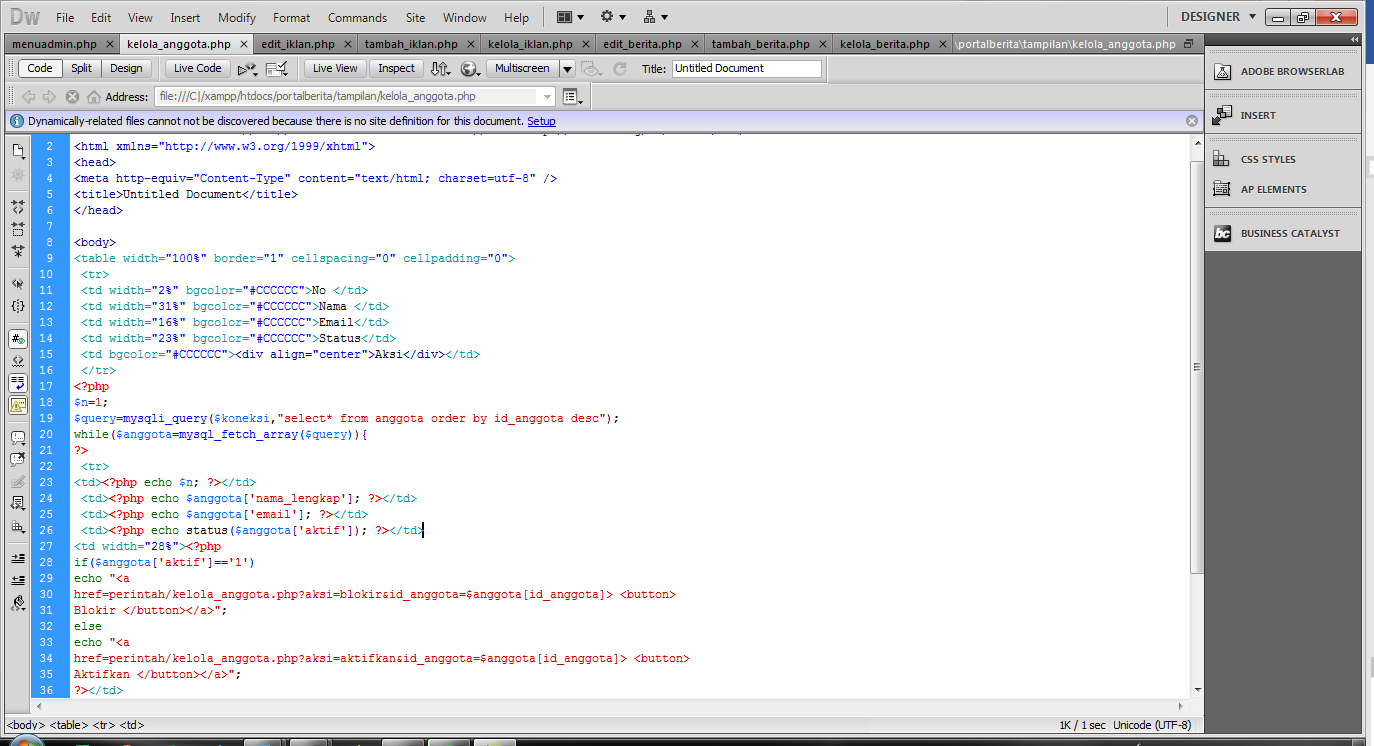 Dw File Edit View Insert Modify Format Commands Site Window Help DESIGNER
menuadmin.php kelola_anggota.php edit_iklan.php tambah_iklan.php kelola_iklan.php edit_berita.php tambah_berita.php kelola_berita.php \portalberita\tampilan\kelola_anggota.php
Code Split Design Live Code Live View Inspect Multiscreen Title: Untitled Document
Address: file:///C|/xampp/htdocs/portalberita/tampilan/kelola_anggota.php
Dynamically-related files cannot not be discovered because there is no site definition for this document. Setup
2 <html xmlns="http://www.w3.org/1999/xhtml">
3 <head>
4 <meta http-equiv="Content-Type" content="text/html; charset=utf-8" />
5 <title>Untitled Document</title>
6 </head>
7
8 <body>
9 <table width="100%" border="1" cellspacing="0" cellpadding="0">
10 <tr>
11 <td width="2%" bgcolor="#CCCCCC">No </td>
12 <td width="31%" bgcolor="#CCCCCC">Nama </td>
13 <td width="16%" bgcolor="#CCCCCC">Email</td>
14 <td width="23%" bgcolor="#CCCCCC">Status</td>
15 <td bgcolor="#CCCCCC"><div align="center">Aksi</div></td>
16 </tr>
17 <?php
18 $n=1;
19 $query=mysqli_query($koneksi,"select* from anggota order by id_anggota desc");
20 while($anggota=mysql_fetch_array($query)){
21 ?>
22 <tr>
23 <td><?php echo $n; ?></td>
24 <td><?php echo $anggota['nama_lengkap']; ?></td>
25 <td><?php echo $anggota['email']; ?></td>
26 <td><?php echo status($anggota['aktif']); ?></td>
27 <td width="28%"><?php
28 if($anggota['aktif']=='1')
29 echo "<a
30 href=perintah/kelola_anggota.php?aksi=blokir&id_anggota=$anggota[id_anggota]> <button>
31 Blokir </button></a>";
32 else
33 echo "<a
34 href=perintah/kelola_anggota.php?aksi=aktifkan&id_anggota=$anggota[id_anggota]> <button>
35 Aktifkan </button></a>";
36 ?></td>
<body> <table> <tr> <td> 1K / 1 sec Unicode (UTF-8)
ADOBE BROWSERLAB
INSERT
CSS STYLES
AP ELEMENTS
bc BUSINESS CATALYST